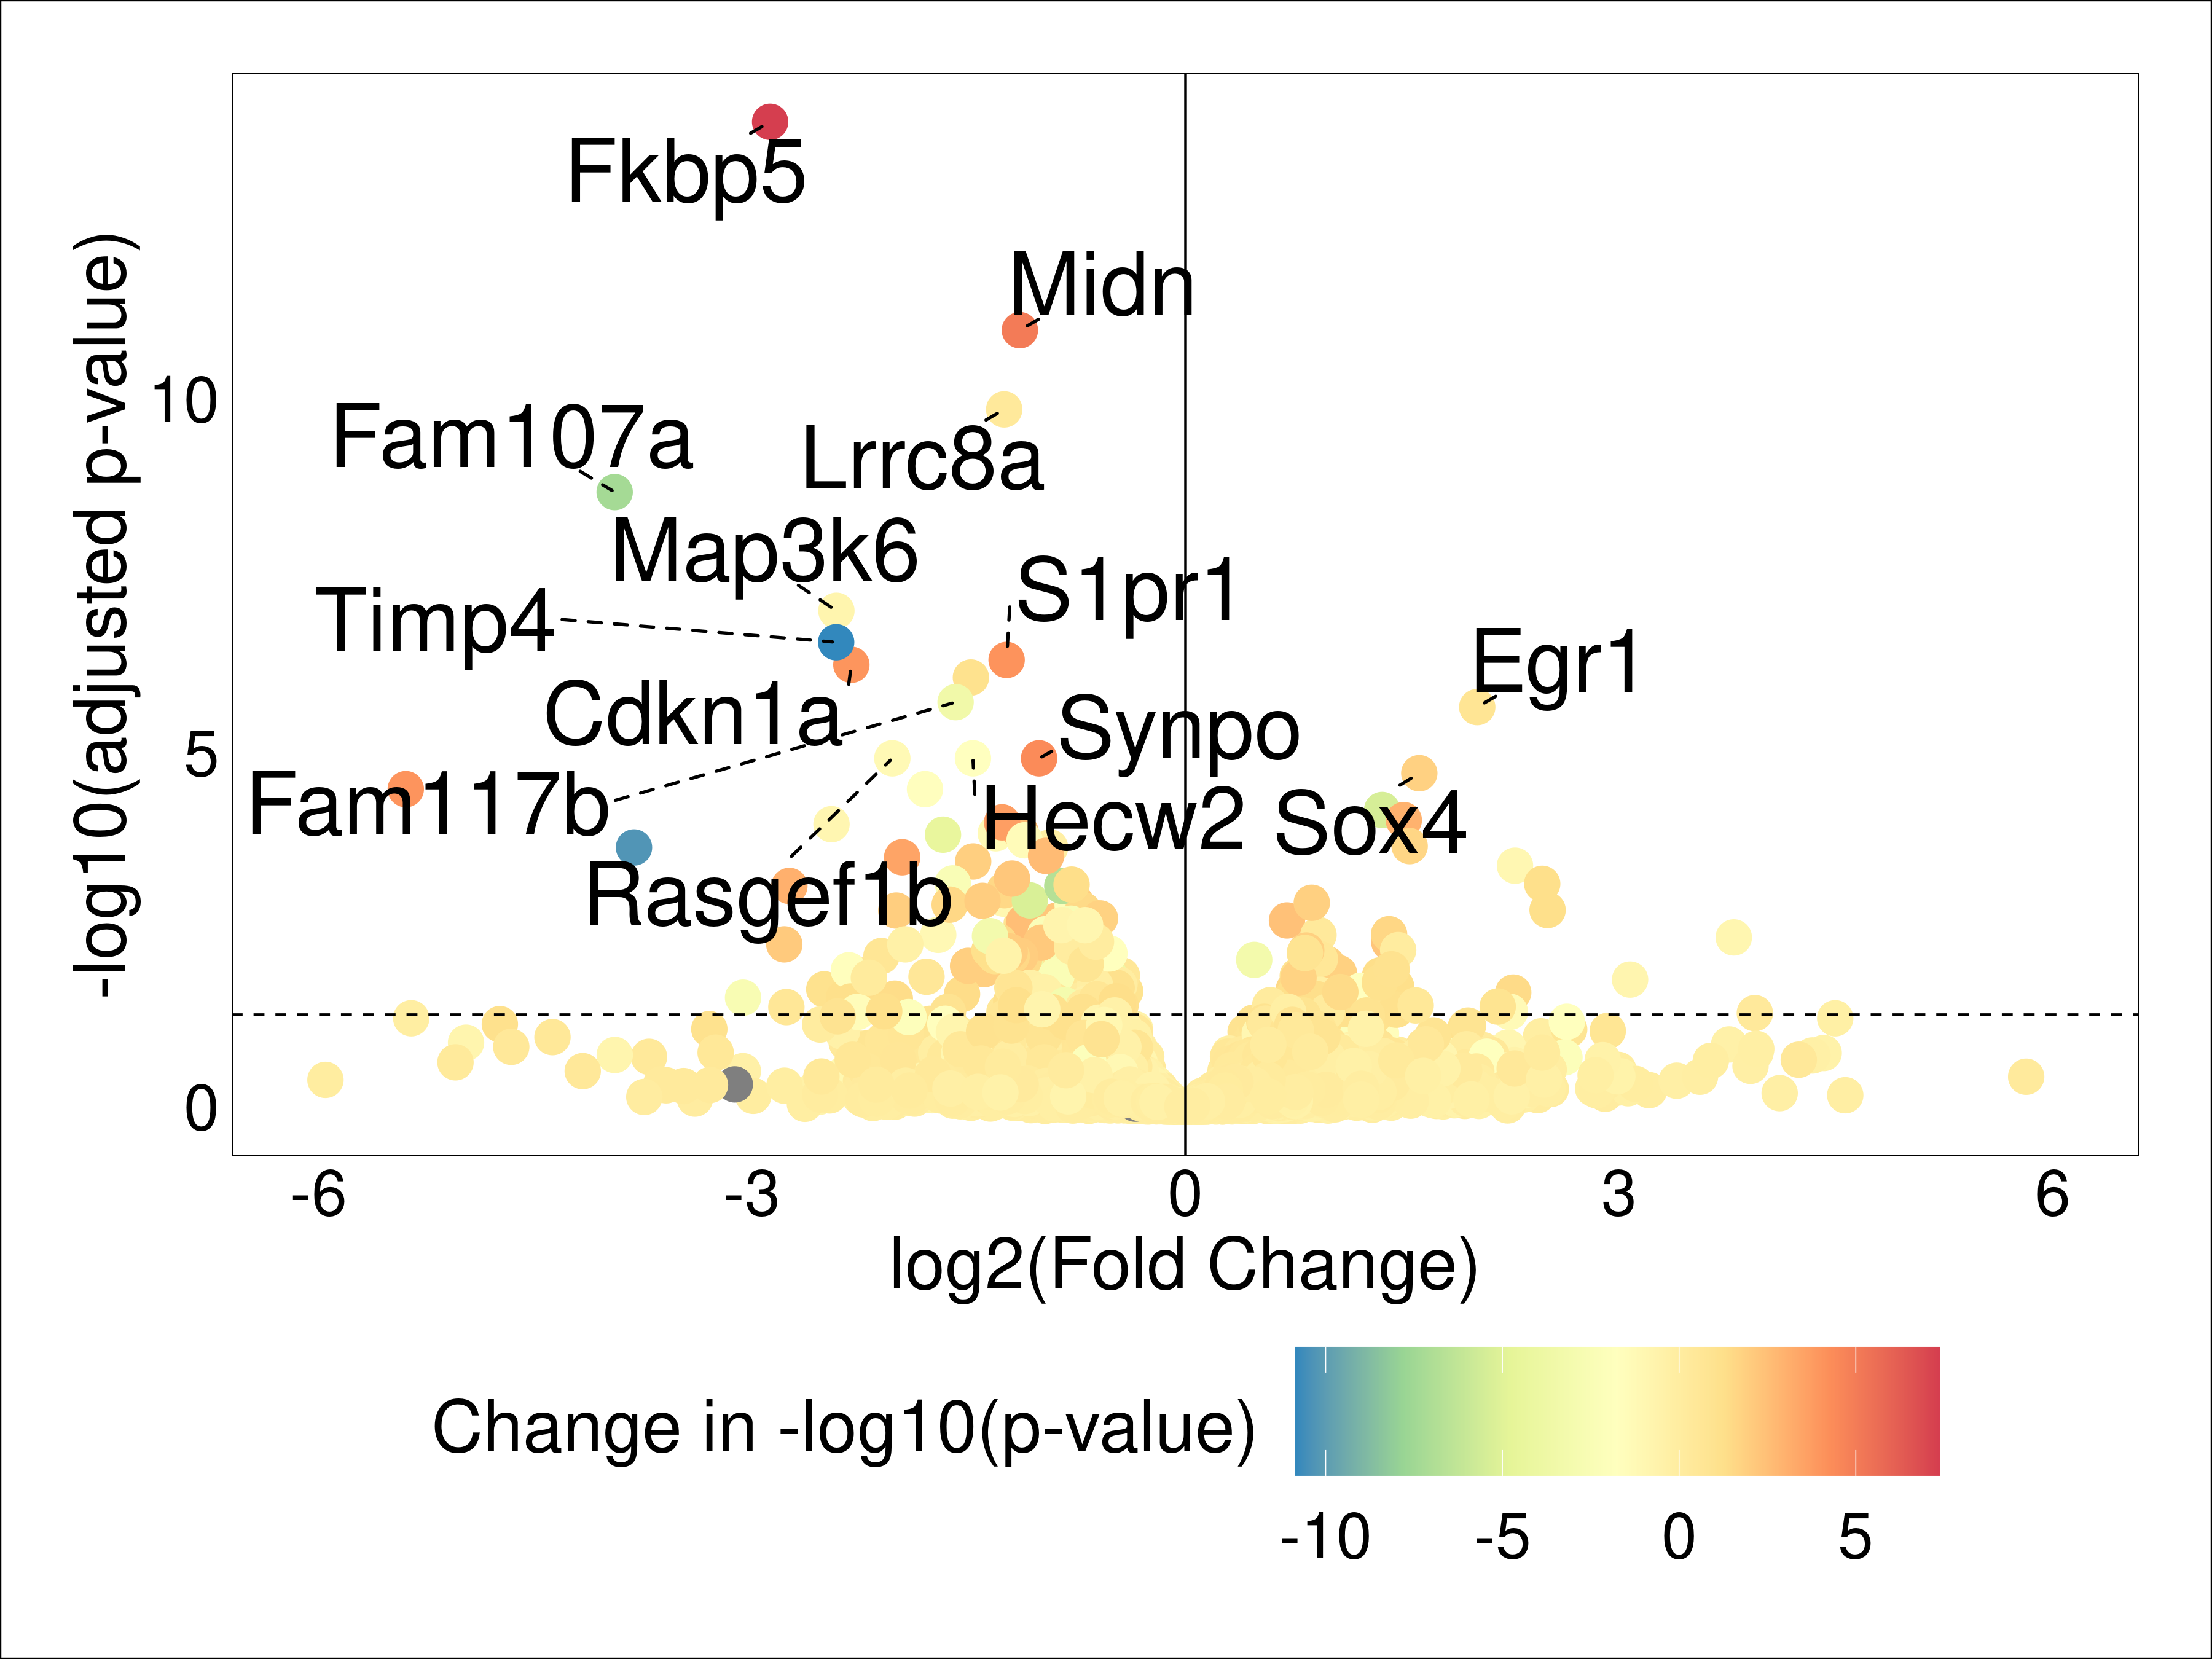 Fkbp5
Midn
Fam107a
Lrrc8a
Map3k6
Timp4
S1pr1
Cdkn1a
Egr1
Synpo
Fam117b
Hecw2
Sox4
Rasgef1b
-log10(adjusted p-value)
10
5
0
-6 -3 0 3 6
log2(Fold Change)
Change in -log10(p-value)
-10 -5 0 5